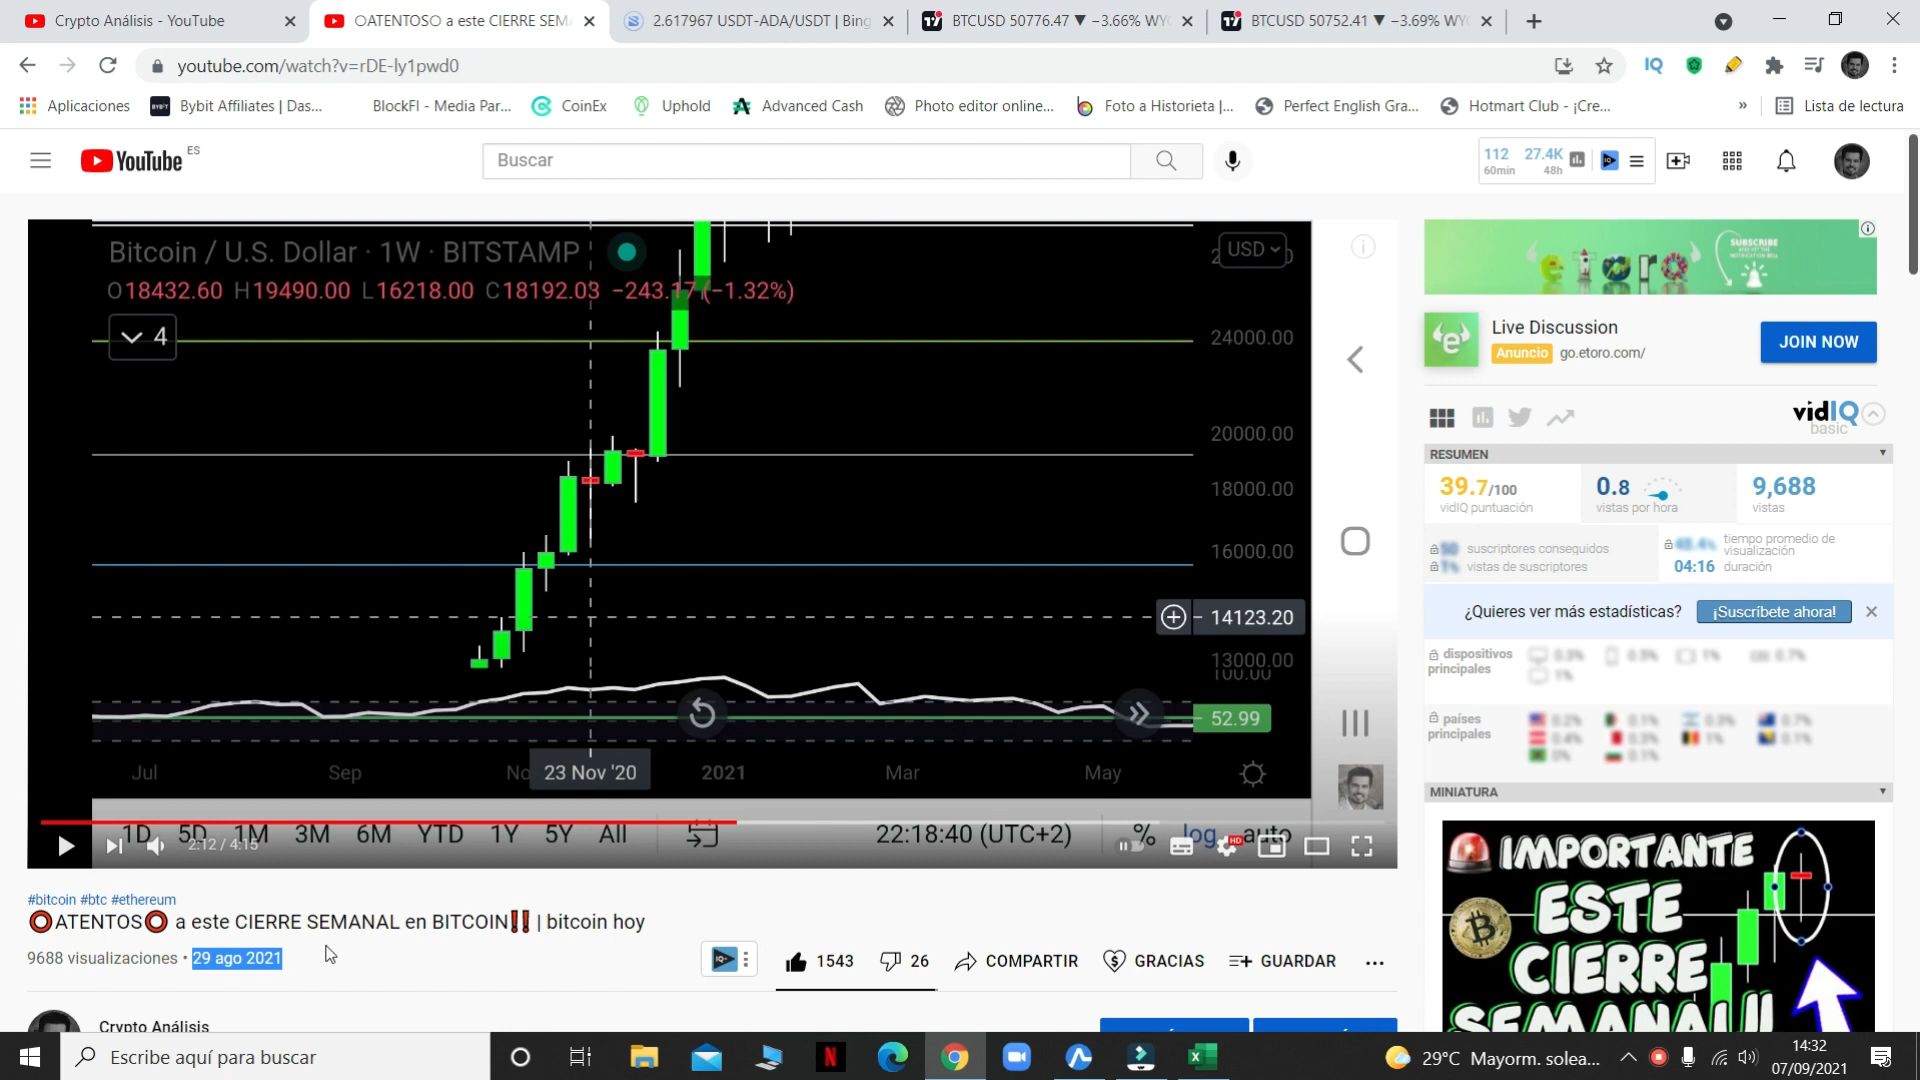 Crypto Análisis - YouTube
⭕ATENTOS⭕ a este CIERRE SEM
2.617967 USDT-ADA/USDT | Bing
BTCUSD 50776.47 ▼ −3.66% WY
BTCUSD 50752.41 ▼ −3.69% WY
youtube.com/watch?v=rDE-ly1pwd0
Aplicaciones
Bybit Affiliates | Das...
BlockFI - Media Par...
CoinEx
Uphold
Advanced Cash
Photo editor online...
Foto a Historieta |...
Perfect English Gra...
Hotmart Club - ¡Cre...
»
Lista de lectura
YouTube ES
Buscar
112 27.4K
60min 48h
Bitcoin / U.S. Dollar · 1W · BITSTAMP
USD
O18432.60 H19490.00 L16218.00 C18192.03 −243.17 (−1.32%)
4
24000.00
20000.00
18000.00
16000.00
14123.20
13000.00
100.00
52.99
Jul
Sep
No
23 Nov '20
2021
Mar
May
1D 5D 1M 3M 6M YTD 1Y 5Y All
22:18:40 (UTC+2)
% log auto
2:12 / 4:15
HD
#bitcoin #btc #ethereum
⭕ATENTOS⭕ a este CIERRE SEMANAL en BITCOIN‼️ | bitcoin hoy
9688 visualizaciones • 29 ago 2021
1543
26
COMPARTIR
GRACIAS
GUARDAR
Crypto Análisis
eToro
SUBSCRIBE
Live Discussion
Anuncio go.etoro.com/
JOIN NOW
vidIQ
basic
RESUMEN
39.7/100
vidIQ puntuación
0.8
vistas por hora
9,688
vistas
suscriptores conseguidos
vistas de suscriptores
tiempo promedio de
visualización
04:16 duración
¿Quieres ver más estadísticas?
¡Suscríbete ahora!
dispositivos
principales
países
principales
MINIATURA
IMPORTANTE
ESTE
CIERRE
SEMANAL!!
Escribe aquí para buscar
29°C Mayorm. solea...
14:32
07/09/2021